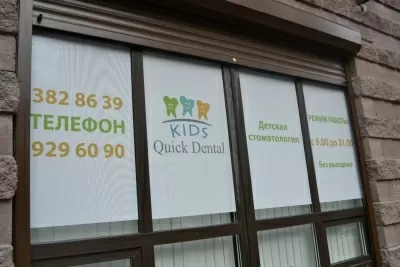 382 86 39
ТЕЛЕФОН
929 60 90
KIDS
Quick Dental
Детская
стоматология
РЕЖИМ РАБОТЫ:
с 9.00 до 21.00
Без выходных